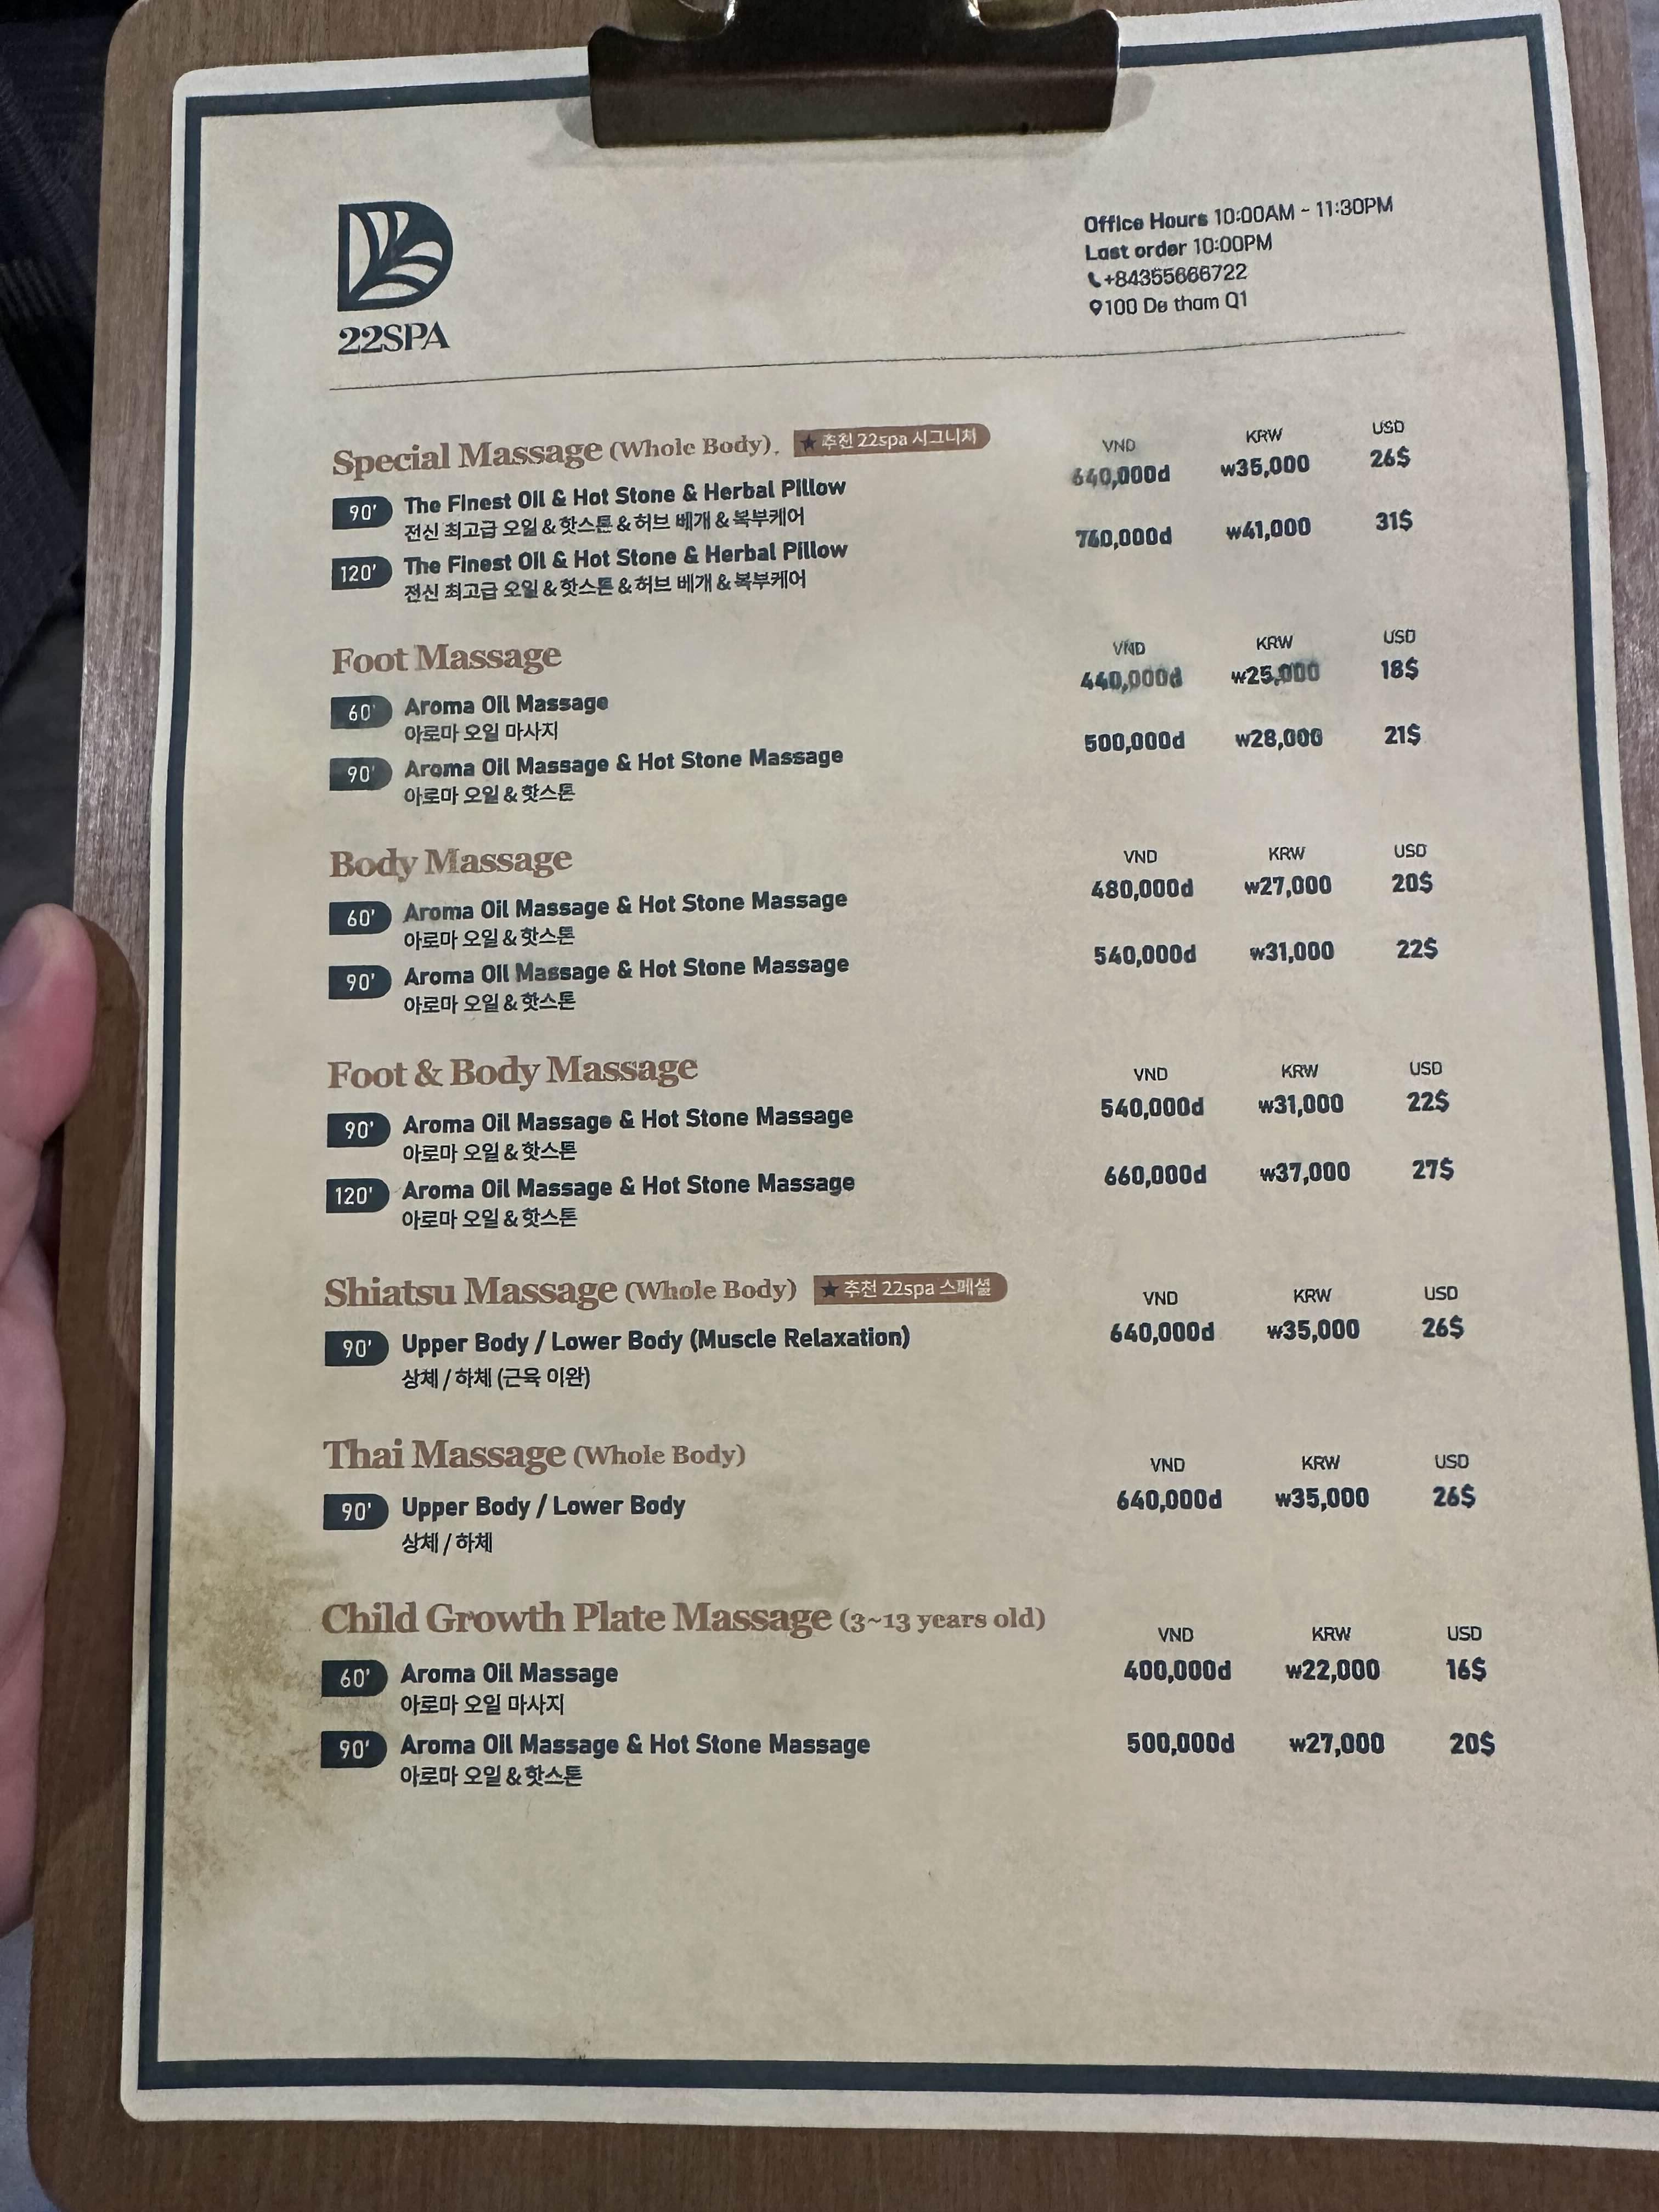 22SPA
Office Hours 10:00AM ~ 11:30PM
Last order 10:00PM
+84355666722
100 De tham Q1
Special Massage (Whole Body). ★추천 22spa 시그니처
VND KRW USD
90' The Finest Oil & Hot Stone & Herbal Pillow 640,000d ₩35,000 26$
전신 최고급 오일 & 핫스톤 & 허브 베개 & 복부케어
120' The Finest Oil & Hot Stone & Herbal Pillow 760,000d ₩41,000 31$
전신 최고급 오일 & 핫스톤 & 허브 베개 & 복부케어
Foot Massage
VND KRW USD
60' Aroma Oil Massage 440,000d ₩25,000 18$
아로마 오일 마사지
90' Aroma Oil Massage & Hot Stone Massage 500,000d ₩28,000 21$
아로마 오일 & 핫스톤
Body Massage
VND KRW USD
60' Aroma Oil Massage & Hot Stone Massage 480,000d ₩27,000 20$
아로마 오일 & 핫스톤
90' Aroma Oil Massage & Hot Stone Massage 540,000d ₩31,000 22$
아로마 오일 & 핫스톤
Foot & Body Massage
VND KRW USD
90' Aroma Oil Massage & Hot Stone Massage 540,000d ₩31,000 22$
아로마 오일 & 핫스톤
120' Aroma Oil Massage & Hot Stone Massage 660,000d ₩37,000 27$
아로마 오일 & 핫스톤
Shiatsu Massage (Whole Body) ★추천 22spa 스페셜
VND KRW USD
90' Upper Body / Lower Body (Muscle Relaxation) 640,000d ₩35,000 26$
상체 / 하체 (근육 이완)
Thai Massage (Whole Body)
VND KRW USD
90' Upper Body / Lower Body 640,000d ₩35,000 26$
상체 / 하체
Child Growth Plate Massage (3~13 years old)
VND KRW USD
60' Aroma Oil Massage 400,000d ₩22,000 16$
아로마 오일 마사지
90' Aroma Oil Massage & Hot Stone Massage 500,000d ₩27,000 20$
아로마 오일 & 핫스톤